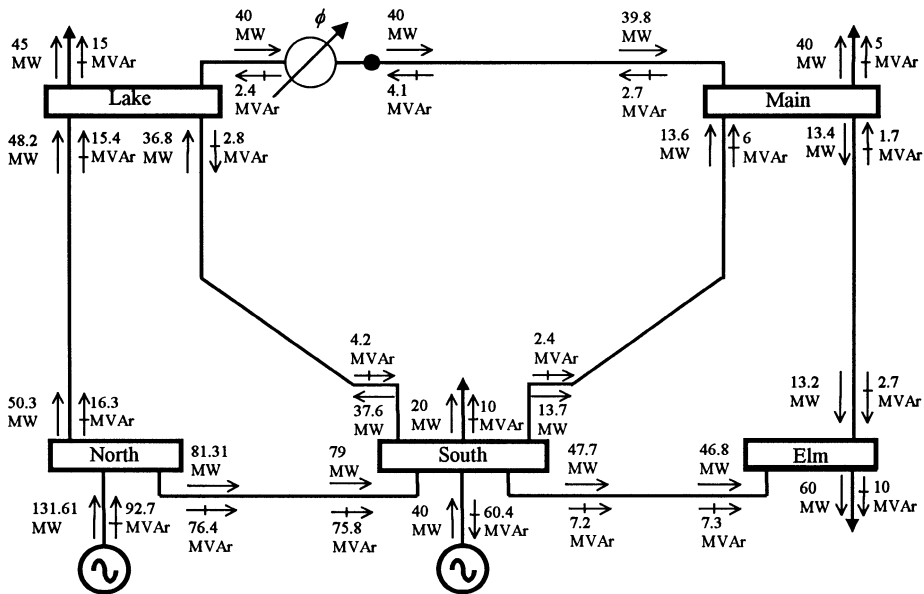 ϕ
40
MW
40
MW
39.8
MW
45
MW
15
MVAr
2.4
MVAr
4.1
MVAr
2.7
MVAr
40
MW
5
MVAr
Lake
Main
48.2
MW
15.4
MVAr
36.8
MW
2.8
MVAr
13.6
MW
6
MVAr
13.4
MW
1.7
MVAr
4.2
MVAr
2.4
MVAr
50.3
MW
16.3
MVAr
37.6
MW
20
MW
10
MVAr
13.7
MW
13.2
MW
2.7
MVAr
North
81.31
MW
79
MW
South
47.7
MW
46.8
MW
Elm
131.61
MW
92.7
MVAr
76.4
MVAr
75.8
MVAr
40
MW
60.4
MVAr
7.2
MVAr
7.3
MVAr
60
MW
10
MVAr